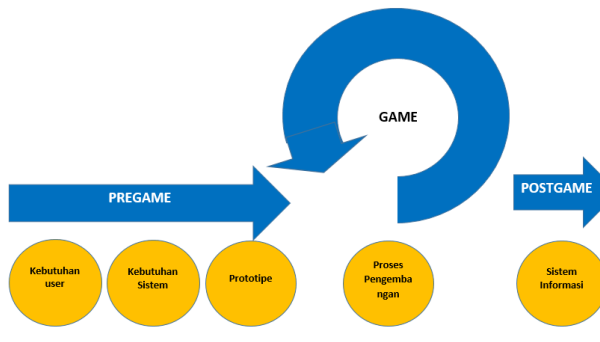 GAME
PREGAME
POSTGAME
Kebutuhan
user
Kebutuhan
Sistem
Prototipe
Proses
Pengemba
ngan
Sistem
Informasi